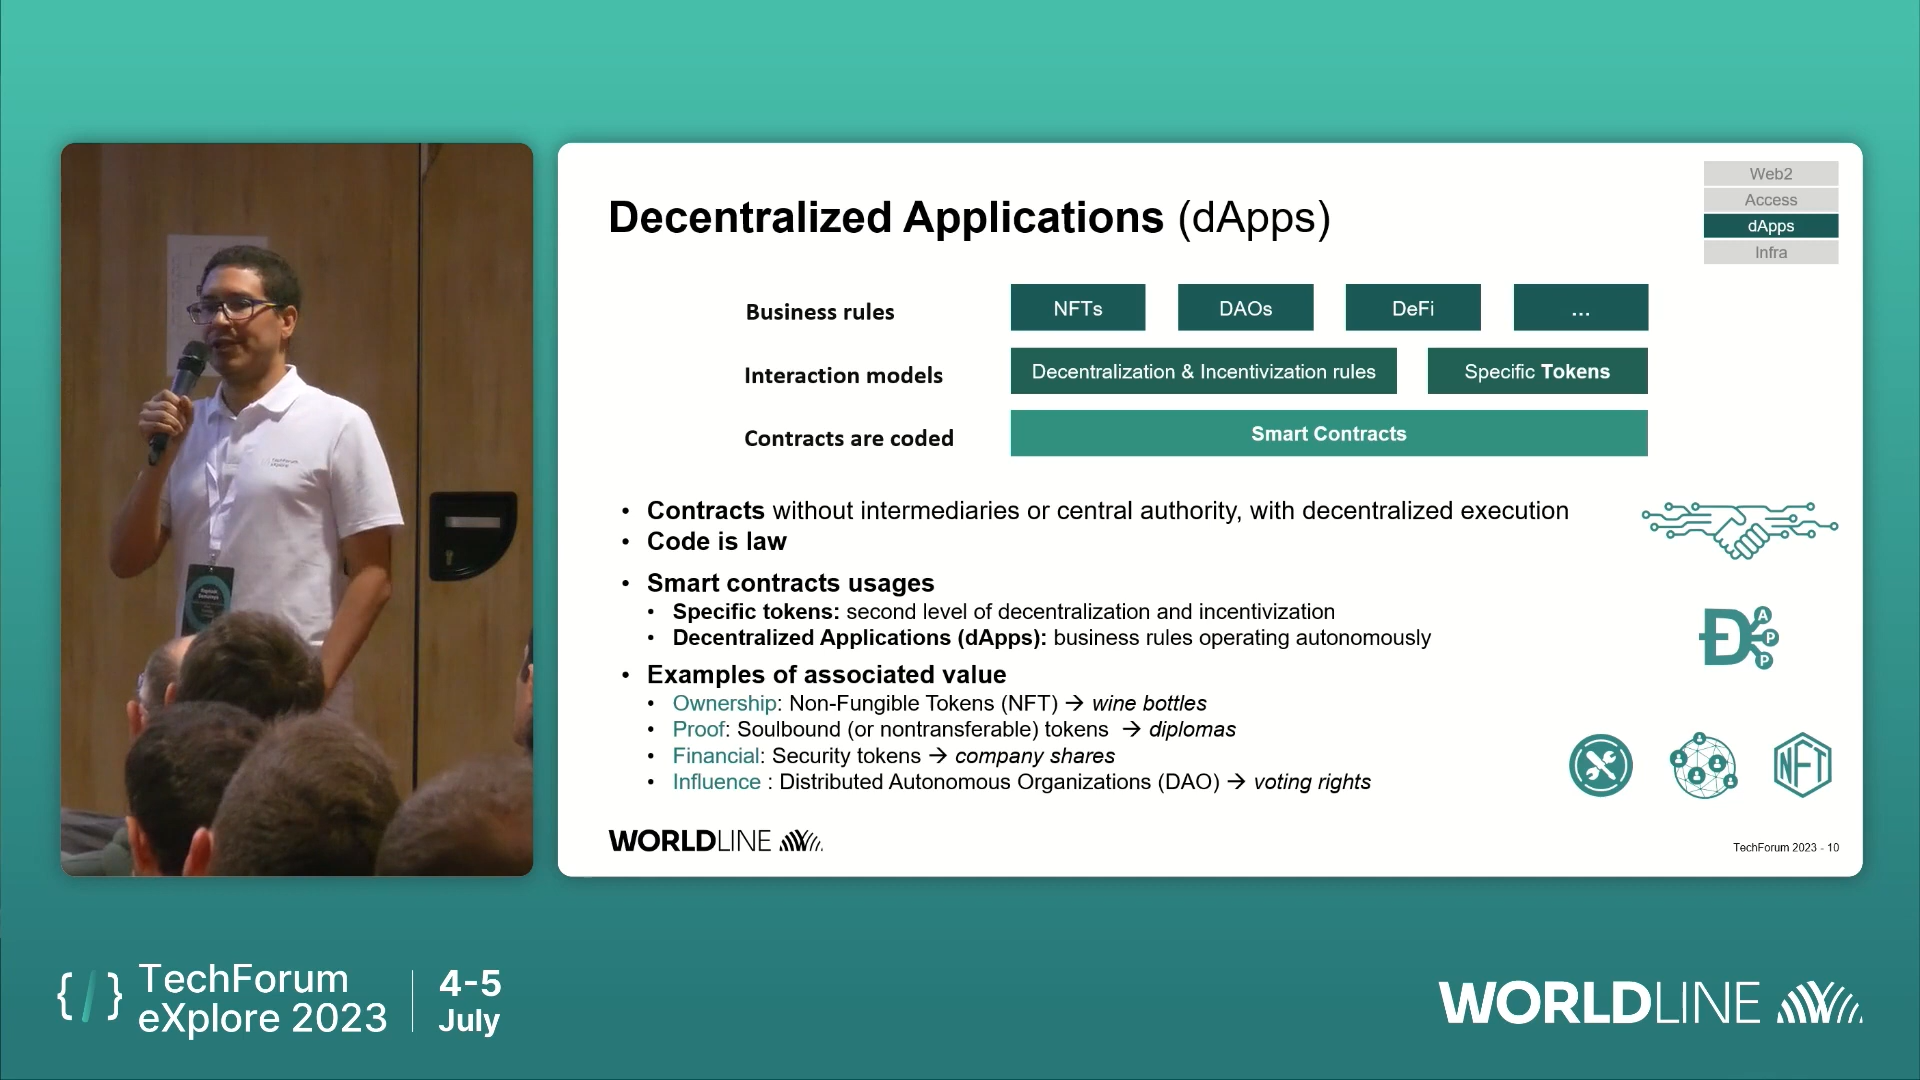 Web2
Access
dApps
Infra
Decentralized Applications (dApps)
Business rules
NFTs
DAOs
DeFi
...
Interaction models
Decentralization & Incentivization rules
Specific Tokens
Contracts are coded
Smart Contracts
• Contracts without intermediaries or central authority, with decentralized execution
• Code is law
• Smart contracts usages
• Specific tokens: second level of decentralization and incentivization
• Decentralized Applications (dApps): business rules operating autonomously
• Examples of associated value
• Ownership: Non-Fungible Tokens (NFT) → wine bottles
• Proof: Soulbound (or nontransferable) tokens → diplomas
• Financial: Security tokens → company shares
• Influence : Distributed Autonomous Organizations (DAO) → voting rights
Đ
A
P
P
NFT
WORLDLINE
TechForum 2023 - 10
TechForum
eXplore
{/} TechForum
eXplore 2023
4-5
July
WORLDLINE